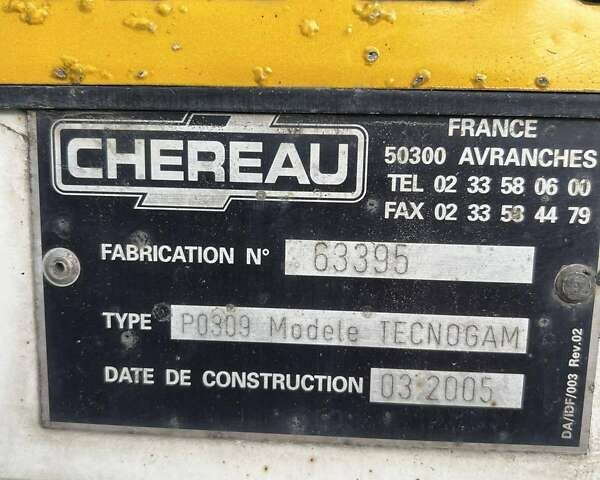 CHEREAU
FRANCE
50300 AVRANCHES
TEL 02 33 58 06 00
FAX 02 33 58 44 79
FABRICATION N° 63395
TYPE P0309 Modele TECNOGAM
DATE DE CONSTRUCTION 03 2005
DA/IDF/003 Rev.02